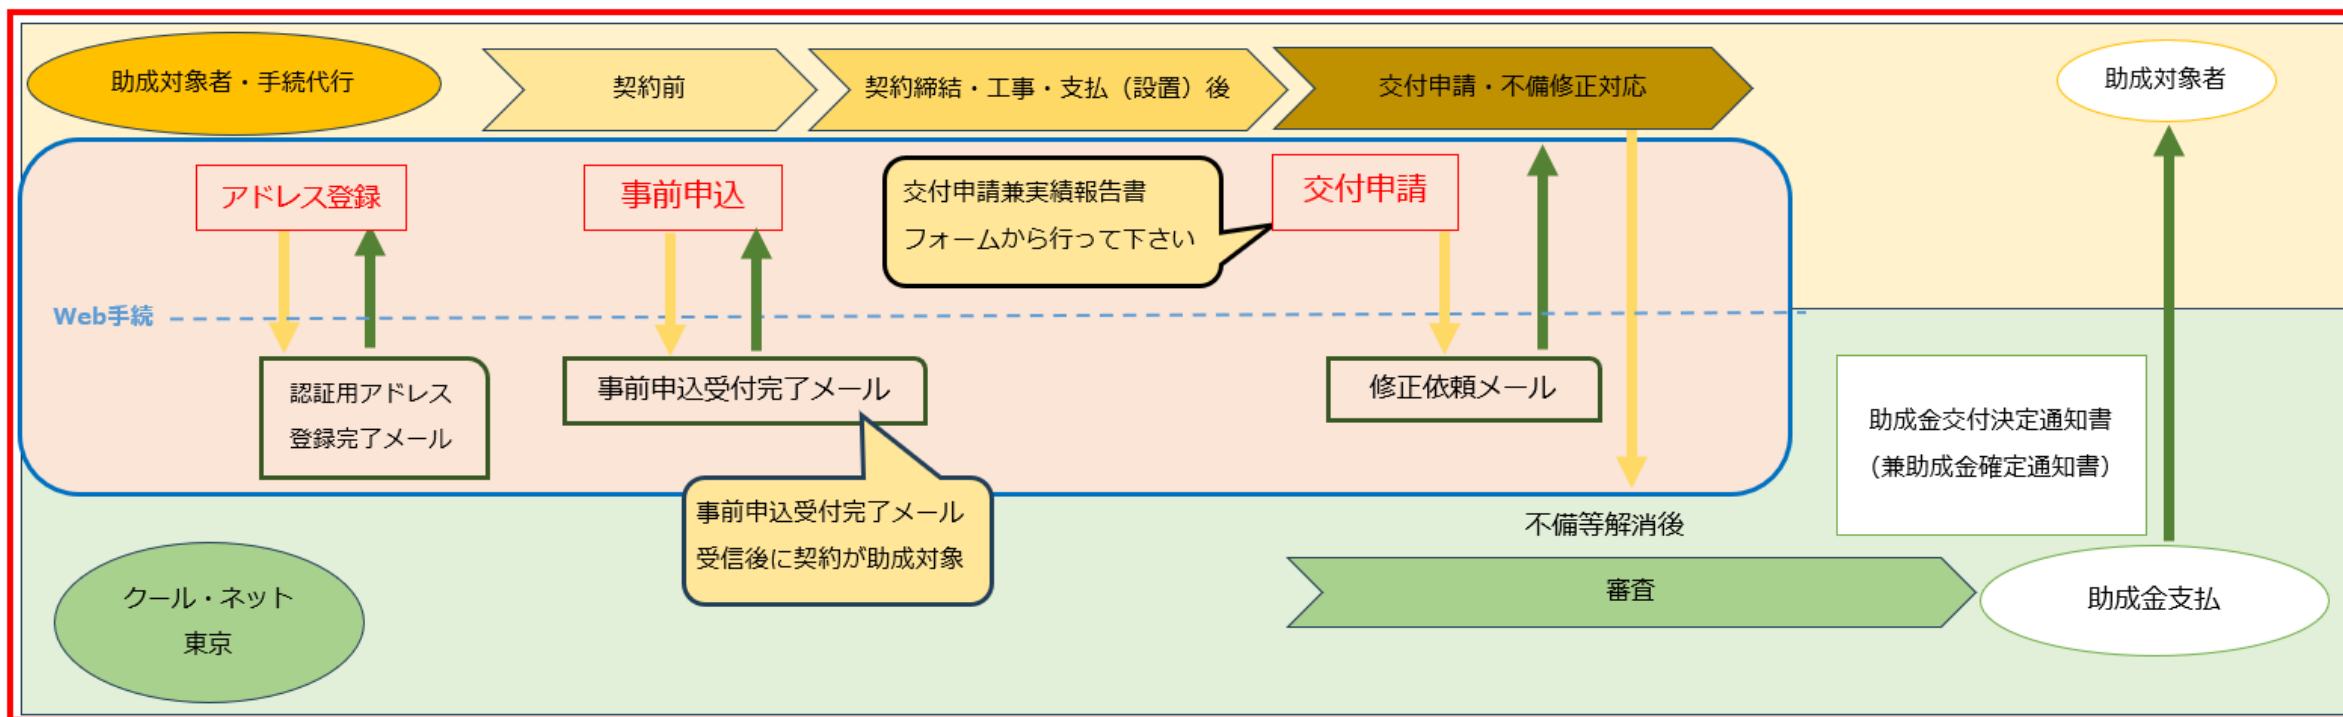 助成対象者・手続代行
契約前
契約締結・工事・支払（設置）後
交付申請・不備修正対応
助成対象者
アドレス登録
事前申込
交付申請兼実績報告書
フォームから行って下さい
交付申請
Web手続
認証用アドレス
登録完了メール
事前申込受付完了メール
修正依頼メール
助成金交付決定通知書
（兼助成金確定通知書）
事前申込受付完了メール
受信後に契約が助成対象
不備等解消後
クール・ネット
東京
審査
助成金支払